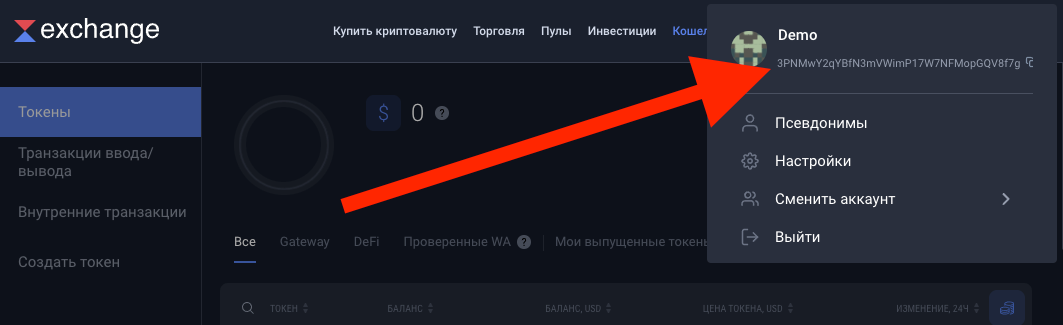 exchange
Купить криптовалюту Торговля Пулы Инвестиции Кошел
Demo
3PNMwY2qYBfN3mVWimP17W7NFMopGQV8f7g
Псевдонимы
Настройки
Сменить аккаунт
Выйти
Токены
Транзакции ввода/
вывода
Внутренние транзакции
Создать токен
$ 0 ?
Все Gateway DeFi Проверенные WA ? Мои выпущенные токены
ТОКЕН БАЛАНС БАЛАНС, USD ЦЕНА ТОКЕНА, USD ИЗМЕНЕНИЕ, 24Ч